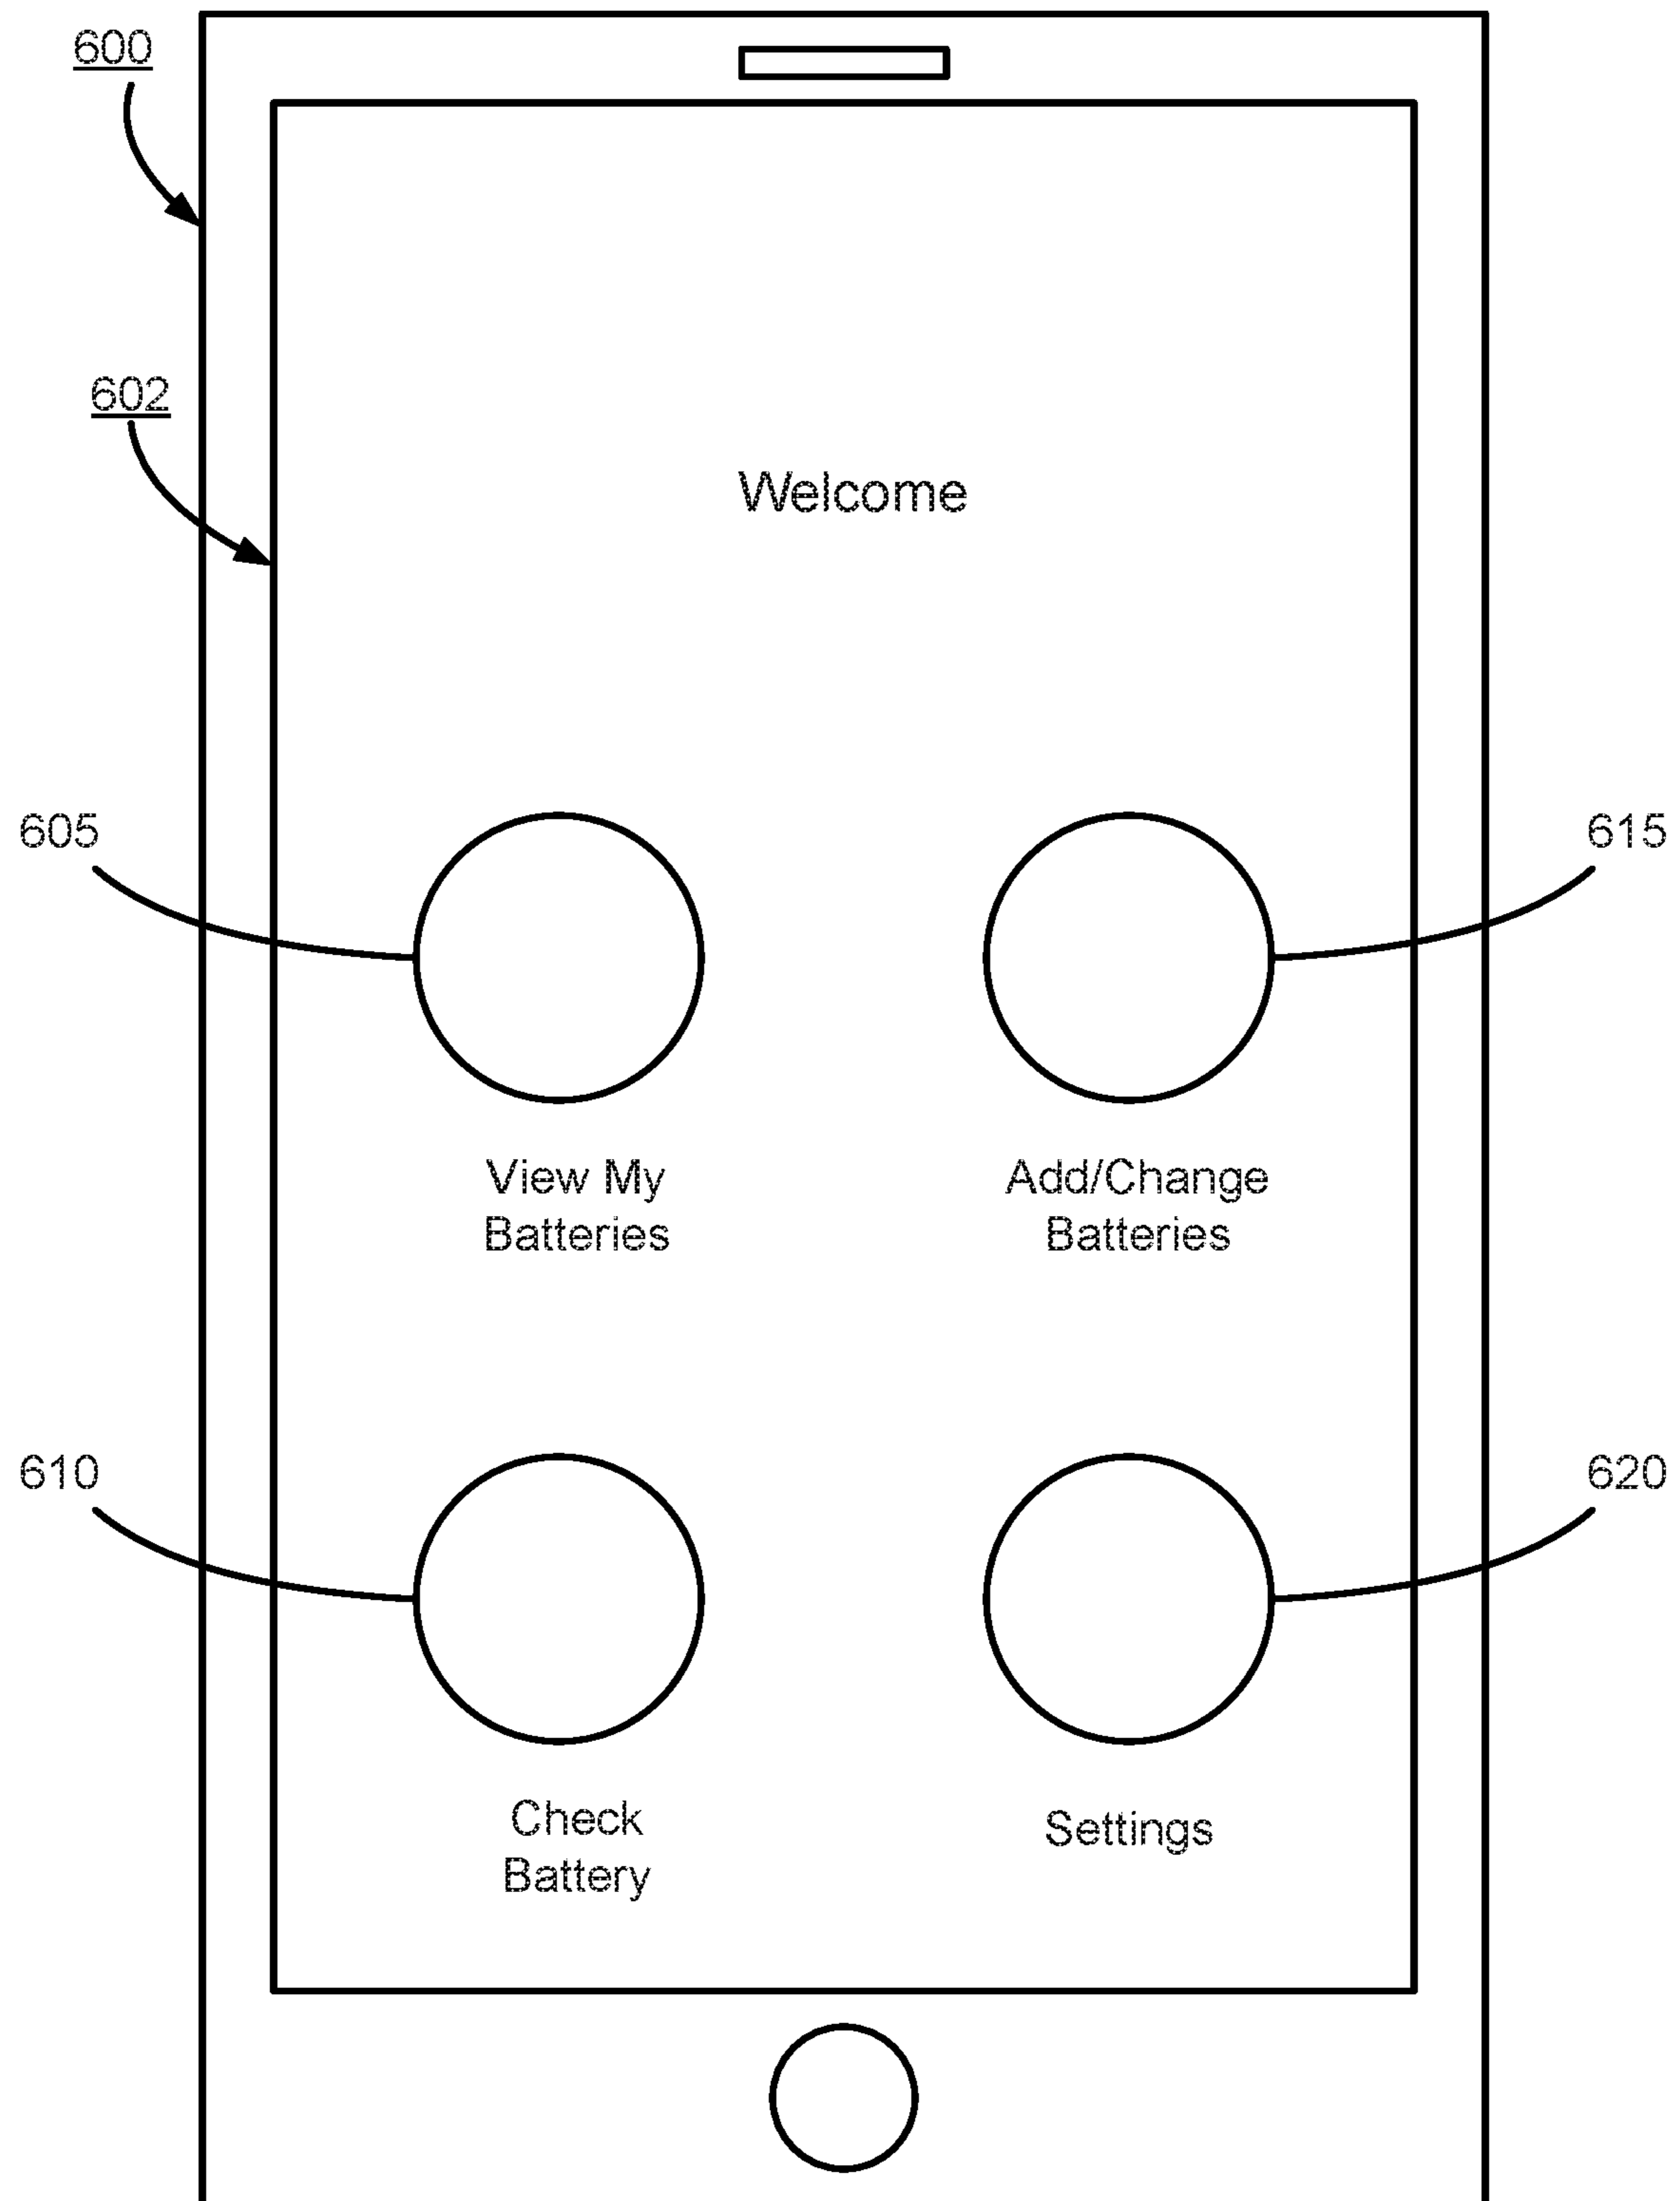 600
602
Welcome
605
615
View My
Batteries
Add/Change
Batteries
610
620
Check
Battery
Settings